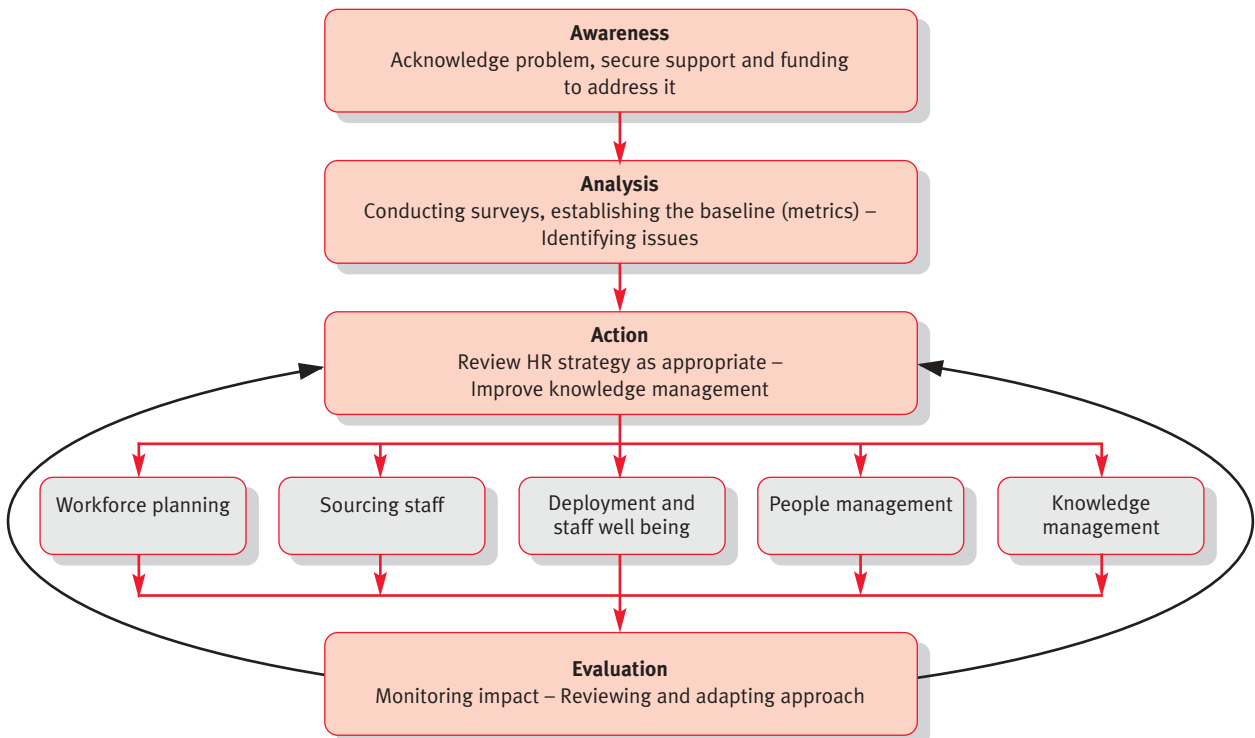 Awareness
Acknowledge problem, secure support and funding
to address it
Analysis
Conducting surveys, establishing the baseline (metrics) –
Identifying issues
Action
Review HR strategy as appropriate –
Improve knowledge management
Workforce planning
Sourcing staff
Deployment and
staff well being
People management
Knowledge
management
Evaluation
Monitoring impact – Reviewing and adapting approach